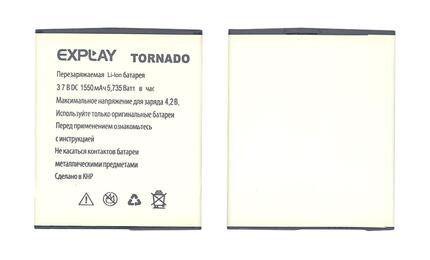 EXPLAY TORNADO
Перезаряжаемая Li-Ion батарея
3 7 В DC 1550 мАч 5,735 Ватт в час
Максимальное напряжение для заряда 4,2 В,
Используйте только оригинальные батареи
Перед применением ознакомьтесь
с инструкцией
Не касаться контактов батареи
металлическими предметами
Сделано в КНР